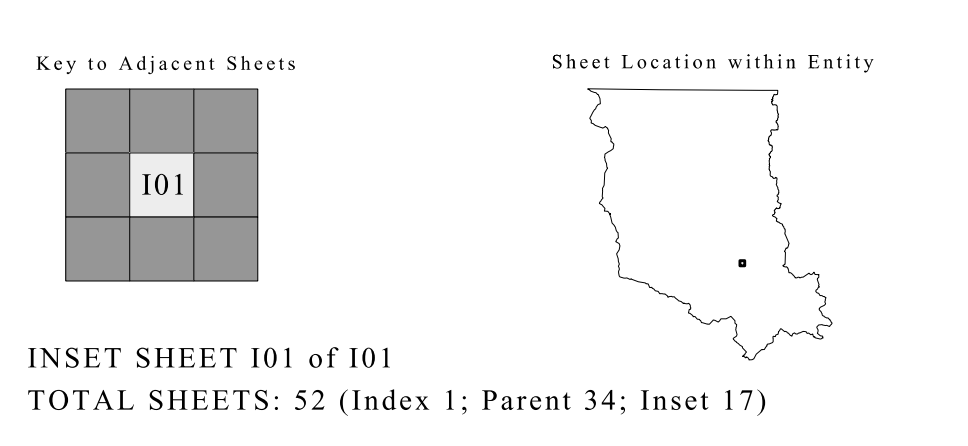 Key to Adjacent Sheets
Sheet Location within Entity
I01
INSET SHEET I01 of I01
TOTAL SHEETS: 52 (Index 1; Parent 34; Inset 17)